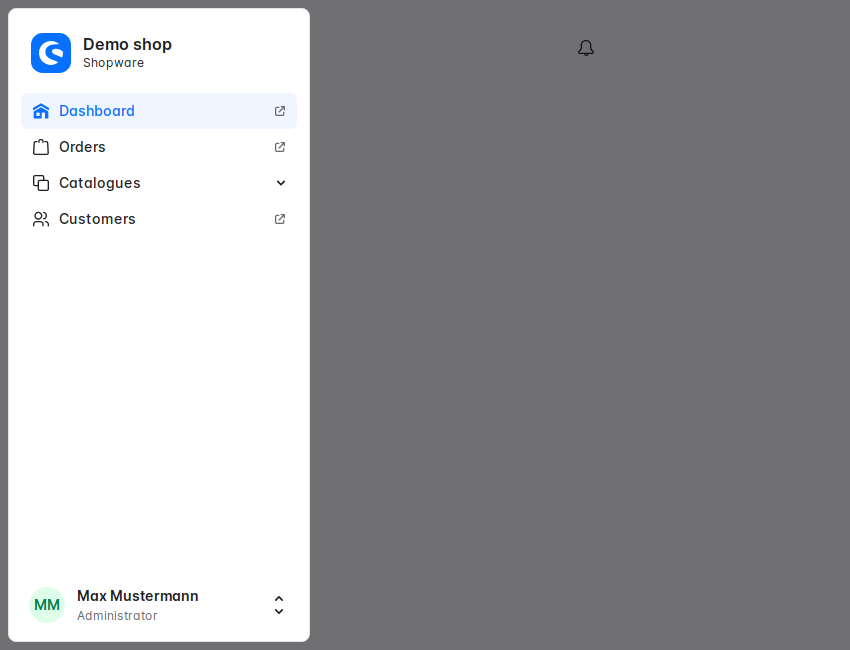 Demo shop
Shopware
Dashboard
Orders
Catalogues
Customers
MM
Max Mustermann
Administrator